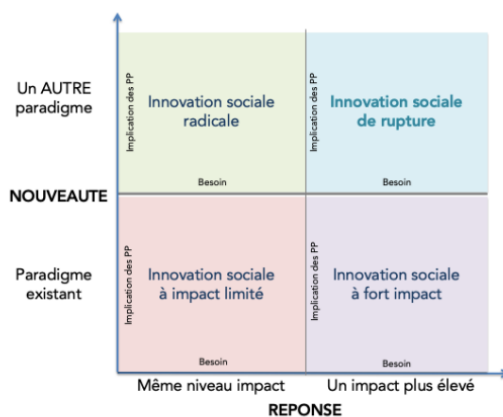 Un AUTRE
paradigme
Implication des PP
Innovation sociale
radicale
Besoin
Implication des PP
Innovation sociale
de rupture
Besoin
NOUVEAUTE
Paradigme
existant
Implication des PP
Innovation sociale
à impact limité
Besoin
Implication des PP
Innovation sociale
à fort impact
Besoin
Même niveau impact
Un impact plus élevé
REPONSE